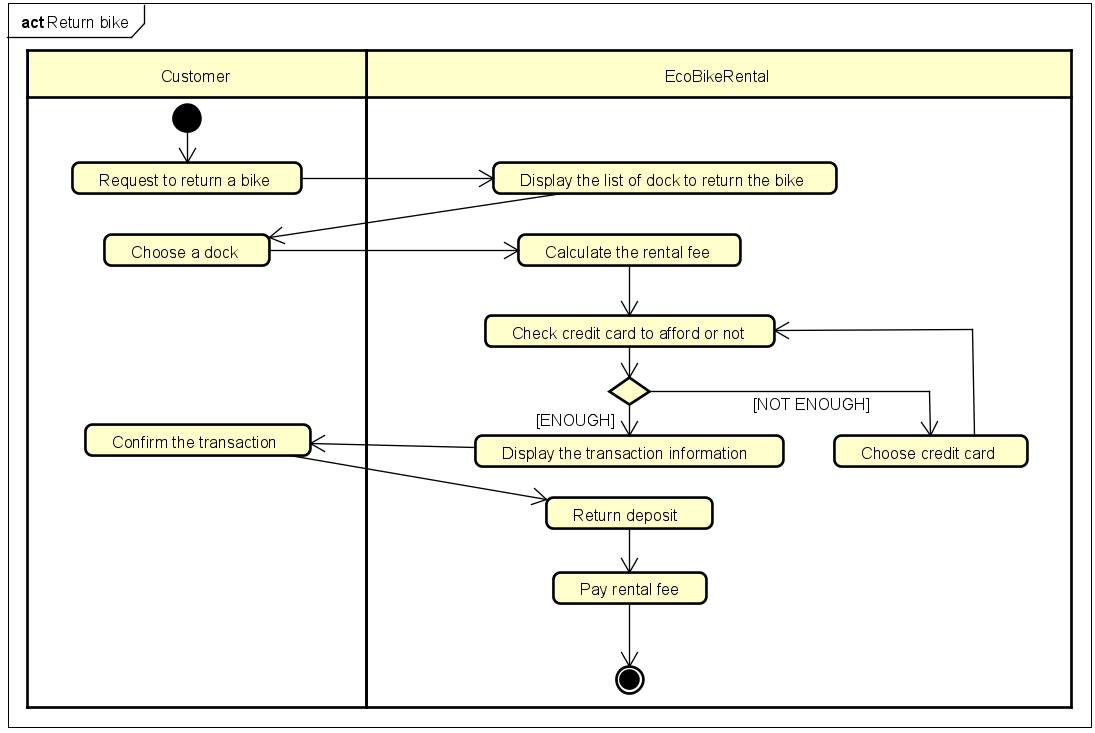 act Return bike
Customer
EcoBikeRental
Request to return a bike
Display the list of dock to return the bike
Choose a dock
Calculate the rental fee
Check credit card to afford or not
[NOT ENOUGH]
[ENOUGH]
Confirm the transaction
Display the transaction information
Choose credit card
Return deposit
Pay rental fee